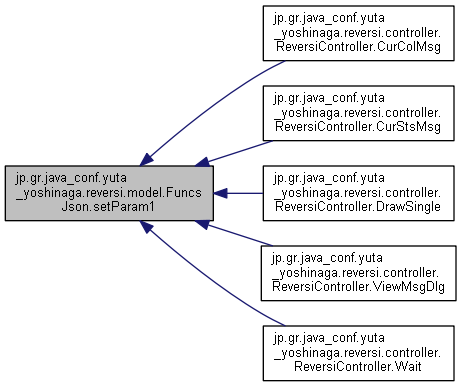 jp.gr.java_conf.yuta
_yoshinaga.reversi.model.Funcs
Json.setParam1
jp.gr.java_conf.yuta
_yoshinaga.reversi.controller.
ReversiController.CurColMsg
jp.gr.java_conf.yuta
_yoshinaga.reversi.controller.
ReversiController.CurStsMsg
jp.gr.java_conf.yuta
_yoshinaga.reversi.controller.
ReversiController.DrawSingle
jp.gr.java_conf.yuta
_yoshinaga.reversi.controller.
ReversiController.ViewMsgDlg
jp.gr.java_conf.yuta
_yoshinaga.reversi.controller.
ReversiController.Wait